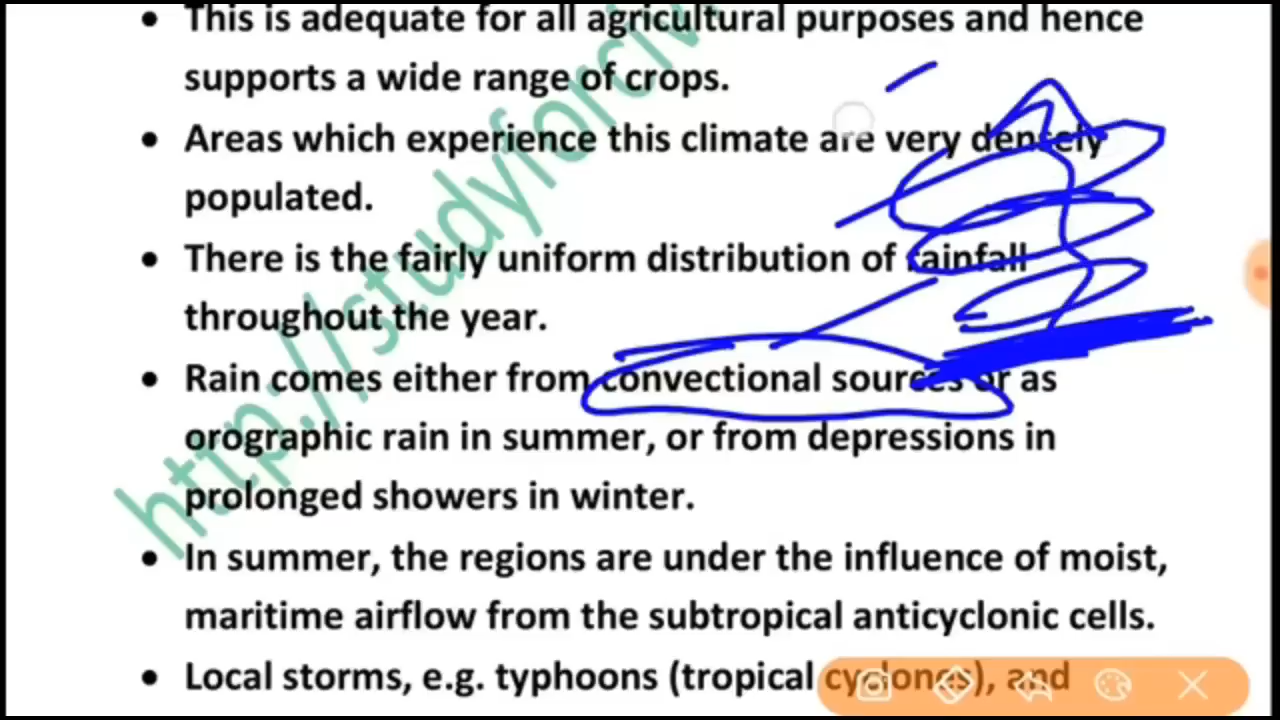 • This is adequate for all agricultural purposes and hence
supports a wide range of crops.
• Areas which experience this climate are very densely
populated.
• There is the fairly uniform distribution of rainfall
throughout the year.
• Rain comes either from convectional sources or as
orographic rain in summer, or from depressions in
prolonged showers in winter.
• In summer, the regions are under the influence of moist,
maritime airflow from the subtropical anticyclonic cells.
• Local storms, e.g. typhoons (tropical cyclones), and
http://studyforcivi